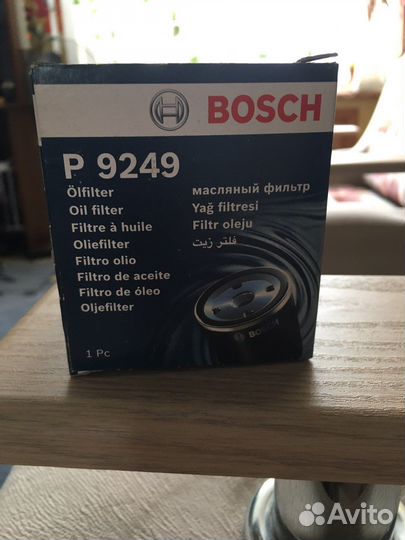 BOSCH
P 9249
Ölfilter
Oil filter
Filtre à huile
Oliefilter
Filtro olio
Filtro de aceite
Filtro de óleo
Oljefilter
масляный фильтр
Yağ filtresi
Filtr oleju
فلتر زيت
BOSCH
1 Pc
Avito